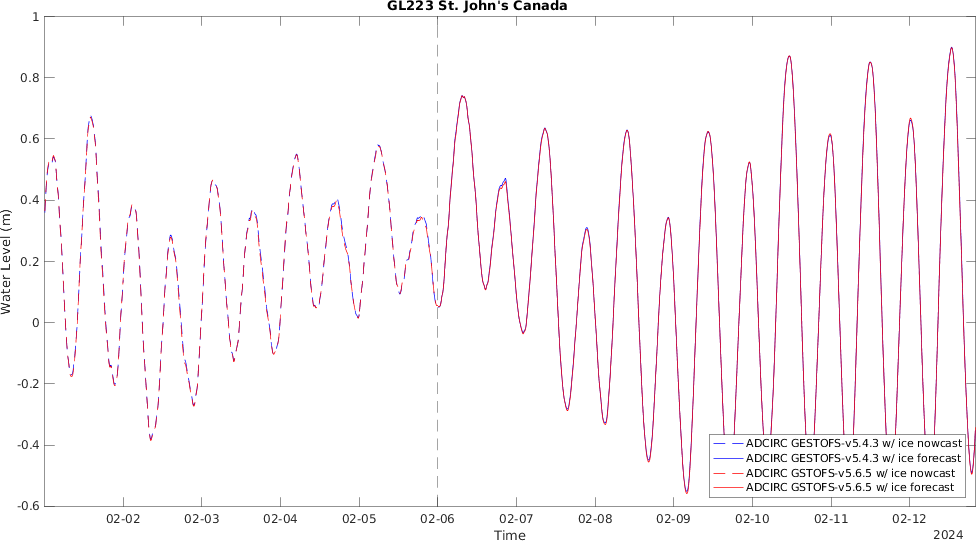 GL223 St. John's Canada
1
0.8
0.6
0.4
0.2
0
-0.2
-0.4
-0.6
Water Level (m)
ADCIRC GESTOFS-v5.4.3 w/ ice nowcast
ADCIRC GESTOFS-v5.4.3 w/ ice forecast
ADCIRC GSTOFS-v5.6.5 w/ ice nowcast
ADCIRC GSTOFS-v5.6.5 w/ ice forecast
02-02 02-03 02-04 02-05 02-06 02-07 02-08 02-09 02-10 02-11 02-12
Time
2024